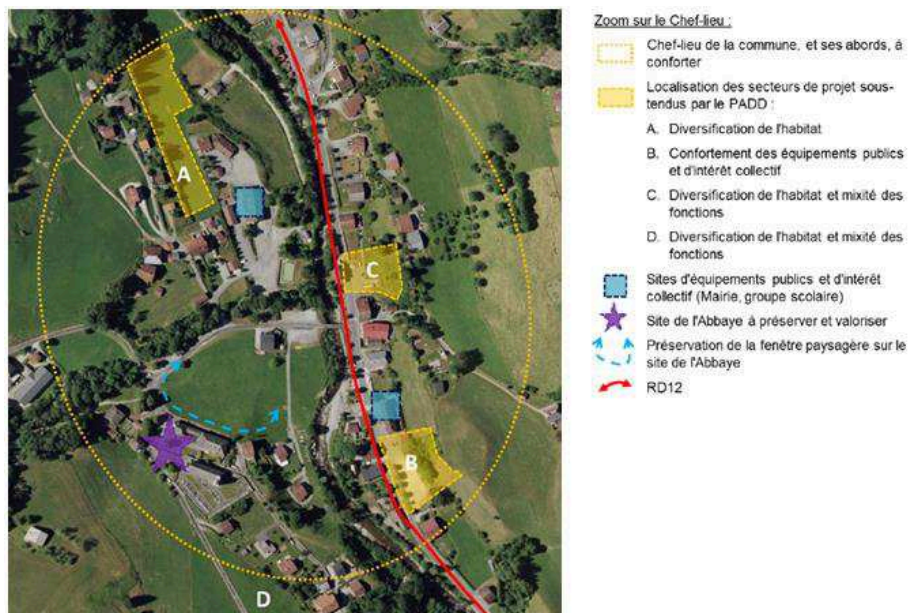 Zoom sur le Chef-lieu :
Chef-lieu de la commune, et ses abords, à
conforter
Localisation des secteurs de projet sous-
tendus par le PADD :
A. Diversification de l'habitat
B. Confortement des équipements publics
et d'intérêt collectif
C. Diversification de l'habitat et mixité des
fonctions
D. Diversification de l'habitat et mixité des
fonctions
Sites d'équipements publics et d'intérêt
collectif (Mairie, groupe scolaire)
Site de l'Abbaye à préserver et valoriser
Préservation de la fenêtre paysagère sur le
site de l'Abbaye
RD12
A
C
B
D